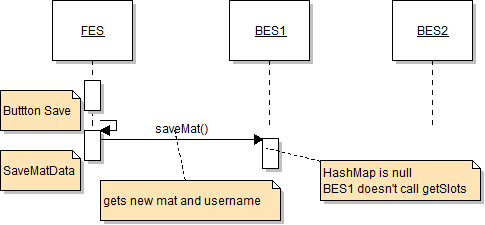 FES
BES1
BES2
Buttton Save
saveMat()
SaveMatData
HashMap is null
BES1 doesn't call getSlots
gets new mat and username